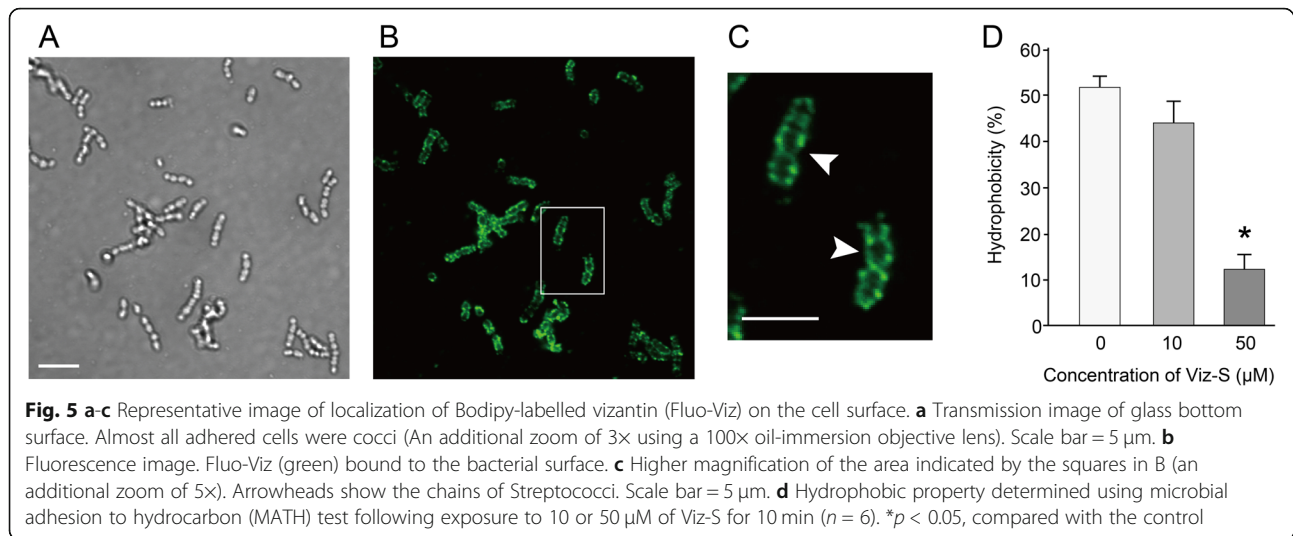 A
B
C
D
60
50
40
30
20
10
0
Hydrophobicity (%)
*
0 10 50
Concentration of Viz-S (µM)
Fig. 5 a-c Representative image of localization of Bodipy-labelled vizantin (Fluo-Viz) on the cell surface. a Transmission image of glass bottom
surface. Almost all adhered cells were cocci (An additional zoom of 3× using a 100× oil-immersion objective lens). Scale bar = 5 µm. b
Fluorescence image. Fluo-Viz (green) bound to the bacterial surface. c Higher magnification of the area indicated by the squares in B (an
additional zoom of 5×). Arrowheads show the chains of Streptococci. Scale bar = 5 µm. d Hydrophobic property determined using microbial
adhesion to hydrocarbon (MATH) test following exposure to 10 or 50 µM of Viz-S for 10 min (n = 6). *p < 0.05, compared with the control